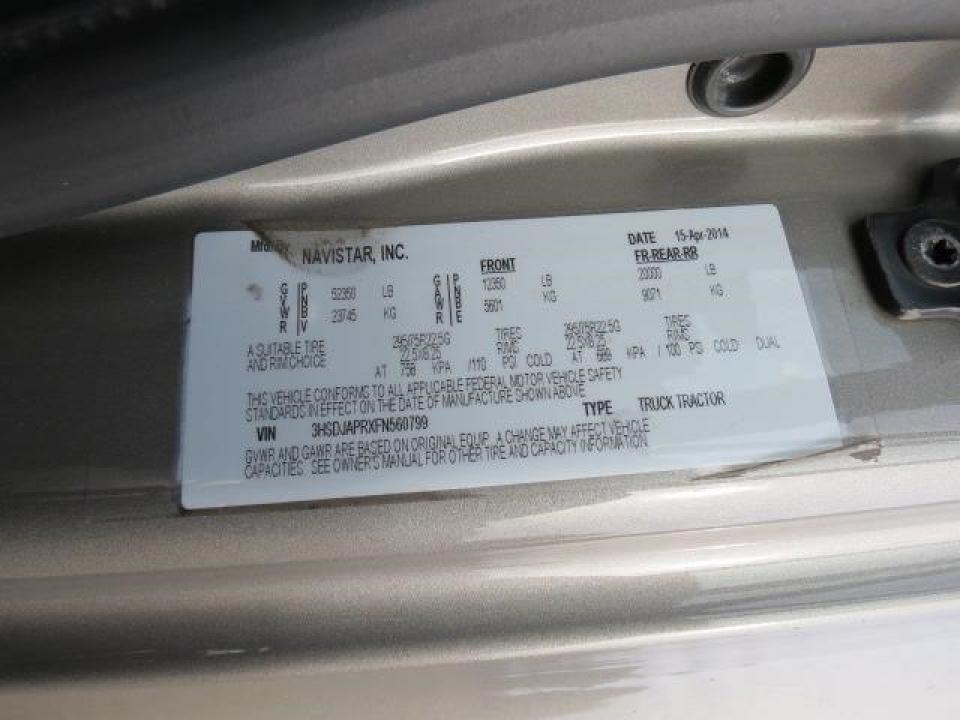 Mfd By NAVISTAR, INC. DATE 15-Apr-2014
FRONT FR-REAR-RR
G P 52350 LB G P 12350 LB 20000 LB
V N A N
W B 23745 KG W B 5601 KG 9071 KG
R V R E
A SUITABLE TIRE 295/75R22.5G TIRES 295/75R22.5G TIRES
AND RIM CHOICE 22.5X8.25 RIMS 22.5X8.25 RIMS
AT 758 KPA /110 PSI COLD AT 689 KPA / 100 PSI COLD DUAL
THIS VEHICLE CONFORMS TO ALL APPLICABLE FEDERAL MOTOR VEHICLE SAFETY
STANDARDS IN EFFECT ON THE DATE OF MANUFACTURE SHOWN ABOVE
VIN 3HSDJAPRXFN560799 TYPE TRUCK TRACTOR
GVWR AND GAWR ARE BASED ON ORIGINAL EQUIP. A CHANGE MAY AFFECT VEHICLE
CAPACITIES. SEE OWNER'S MANUAL FOR OTHER TIRE AND CAPACITY INFORMATION